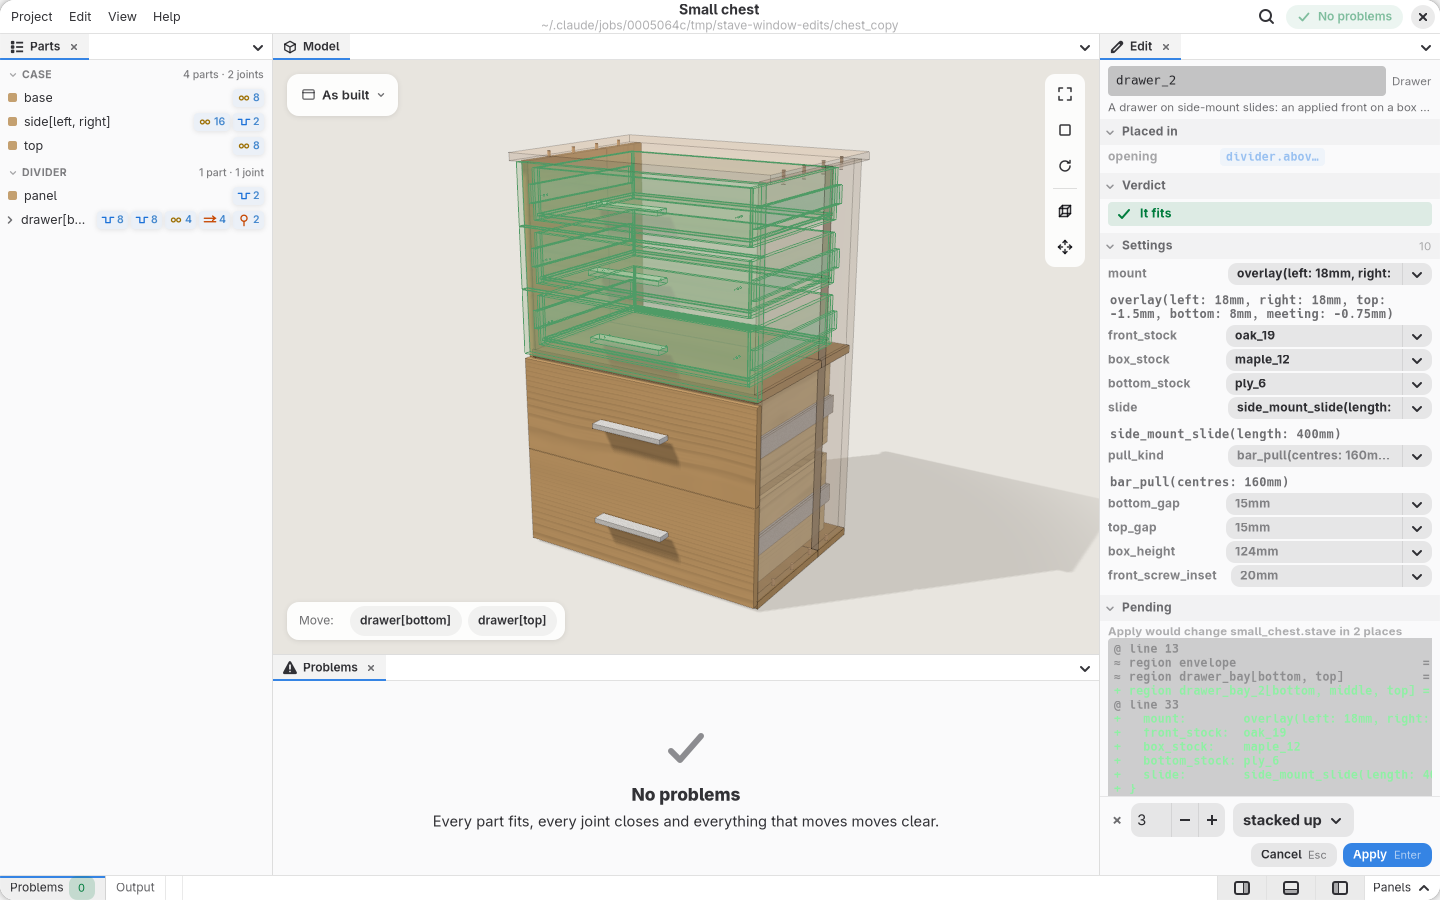 Project Edit View Help
Small chest
~/.claude/jobs/0005064c/tmp/stave-window-edits/chest_copy
No problems
Parts
Model
Edit
CASE 4 parts · 2 joints
base 8
side[left, right] 16 2
top 8
DIVIDER 1 part · 1 joint
panel 2
drawer[b... 8 8 4 4 2
As built
Move: drawer[bottom] drawer[top]
Problems
No problems
Every part fits, every joint closes and everything that moves moves clear.
drawer_2 Drawer
A drawer on side-mount slides: an applied front on a box ...
Placed in
opening divider.abov...
Verdict
It fits
Settings 10
mount overlay(left: 18mm, right:
overlay(left: 18mm, right: 18mm, top:
-1.5mm, bottom: 8mm, meeting: -0.75mm)
front_stock oak_19
box_stock maple_12
bottom_stock ply_6
slide side_mount_slide(length:
side_mount_slide(length: 400mm)
pull_kind bar_pull(centres: 160m...
bar_pull(centres: 160mm)
bottom_gap 15mm
top_gap 15mm
box_height 124mm
front_screw_inset 20mm
Pending
Apply would change small_chest.stave in 2 places
@ line 13
≈ region envelope =
≈ region drawer_bay[bottom, top] =
@ line 33
+ front_stock: oak_19
+ bottom_stock: ply_6
+ slide: side_mount_slide(length
× 3 − + stacked up
Cancel Esc Apply Enter
Problems 0 Output
Panels